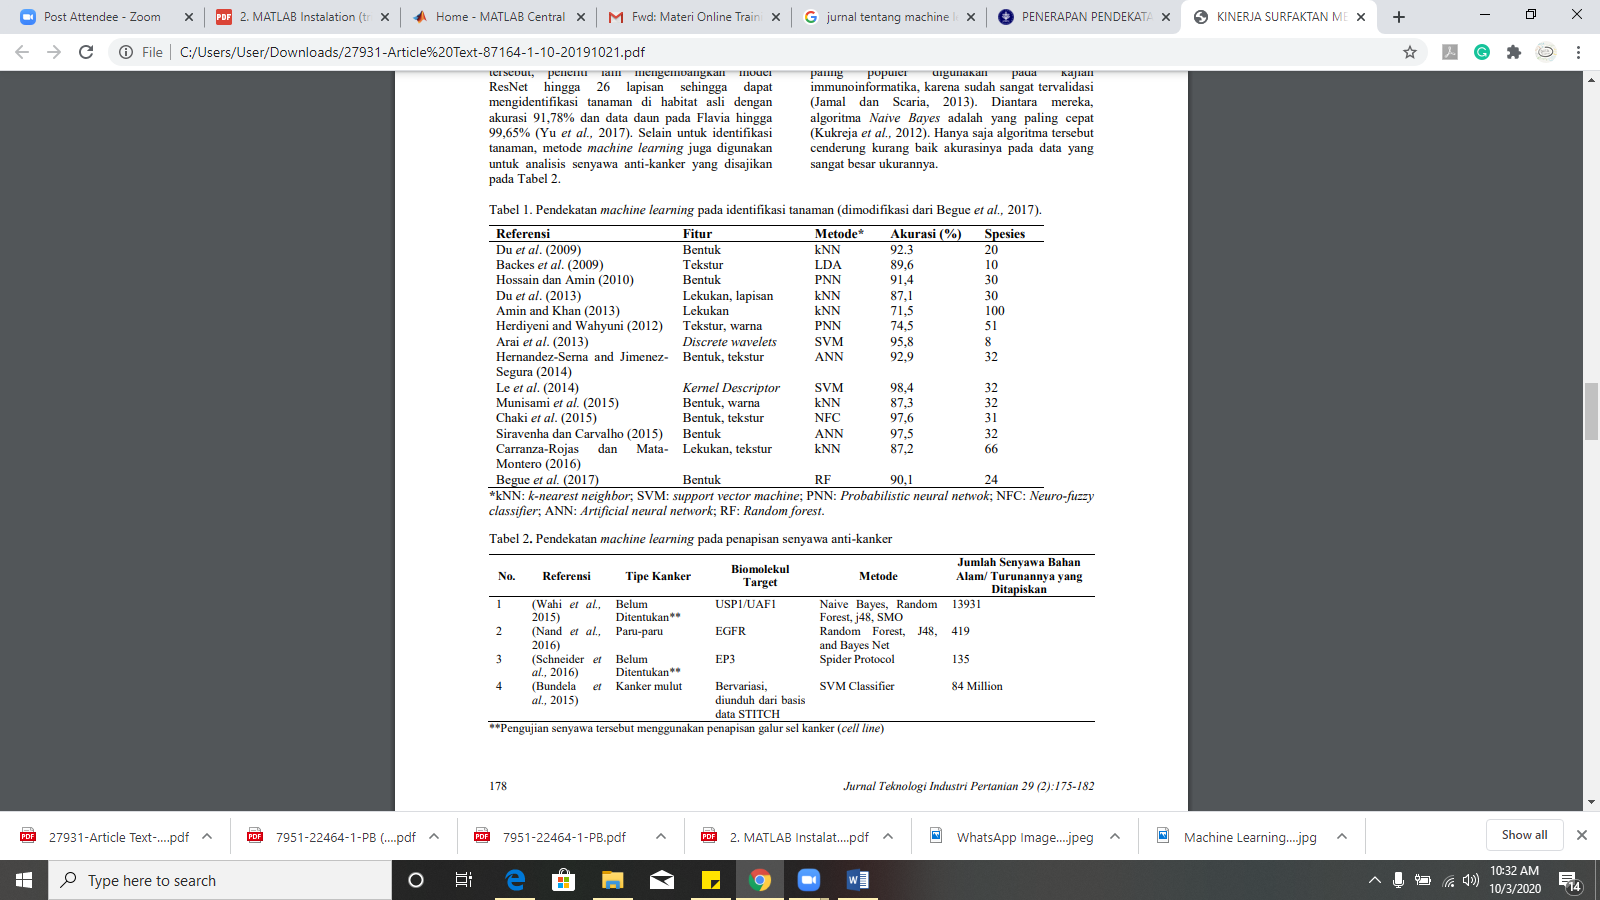 Post Attendee - Zoom
2. MATLAB Instalation (tr
Home - MATLAB Central
Fwd: Materi Online Train
jurnal tentang machine l
PENERAPAN PENDEKATA
KINERJA SURFAKTAN ME
File
C:/Users/User/Downloads/27931-Article%20Text-87164-1-10-20191021.pdf
tersebut, peneliti lain mengembangkan model
ResNet hingga 26 lapisan sehingga dapat
mengidentifikasi tanaman di habitat asli dengan
akurasi 91,78% dan data daun pada Flavia hingga
99,65% (Yu et al., 2017). Selain untuk identifikasi
tanaman, metode machine learning juga digunakan
untuk analisis senyawa anti-kanker yang disajikan
pada Tabel 2.
paling populer digunakan pada kajian
immunoinformatika, karena sudah sangat tervalidasi
(Jamal dan Scaria, 2013). Diantara mereka,
algoritma Naive Bayes adalah yang paling cepat
(Kukreja et al., 2012). Hanya saja algoritma tersebut
cenderung kurang baik akurasinya pada data yang
sangat besar ukurannya.
Tabel 1. Pendekatan machine learning pada identifikasi tanaman (dimodifikasi dari Begue et al., 2017).
Referensi Fitur Metode* Akurasi (%) Spesies
Du et al. (2009) Bentuk kNN 92.3 20
Backes et al. (2009) Tekstur LDA 89,6 10
Hossain dan Amin (2010) Bentuk PNN 91,4 30
Du et al. (2013) Lekukan, lapisan kNN 87,1 30
Amin and Khan (2013) Lekukan kNN 71,5 100
Herdiyeni and Wahyuni (2012) Tekstur, warna PNN 74,5 51
Arai et al. (2013) Discrete wavelets SVM 95,8 8
Hernandez-Serna and Jimenez- Bentuk, tekstur ANN 92,9 32
Segura (2014)
Le et al. (2014) Kernel Descriptor SVM 98,4 32
Munisami et al. (2015) Bentuk, warna kNN 87,3 32
Chaki et al. (2015) Bentuk, tekstur NFC 97,6 31
Siravenha dan Carvalho (2015) Bentuk ANN 97,5 32
Carranza-Rojas dan Mata- Lekukan, tekstur kNN 87,2 66
Montero (2016)
Begue et al. (2017) Bentuk RF 90,1 24
*kNN: k-nearest neighbor; SVM: support vector machine; PNN: Probabilistic neural netwok; NFC: Neuro-fuzzy
classifier; ANN: Artificial neural network; RF: Random forest.
Tabel 2. Pendekatan machine learning pada penapisan senyawa anti-kanker
No. Referensi Tipe Kanker Biomolekul Target Metode Jumlah Senyawa Bahan Alam/ Turunannya yang Ditapiskan
1 (Wahi et al., Belum USP1/UAF1 Naive Bayes, Random 13931
2015) Ditentukan** Forest, j48, SMO
2 (Nand et al., Paru-paru EGFR Random Forest, J48, 419
2016) and Bayes Net
3 (Schneider et Belum EP3 Spider Protocol 135
al., 2016) Ditentukan**
4 (Bundela et Kanker mulut Bervariasi, SVM Classifier 84 Million
al., 2015) diunduh dari basis
data STITCH
**Pengujian senyawa tersebut menggunakan penapisan galur sel kanker (cell line)
178 Jurnal Teknologi Industri Pertanian 29 (2):175-182
27931-Article Text-....pdf
7951-22464-1-PB (....pdf
7951-22464-1-PB.pdf
2. MATLAB Instalat....pdf
WhatsApp Image....jpeg
Machine Learning....jpg
Show all
Type here to search
10:32 AM
10/3/2020
14